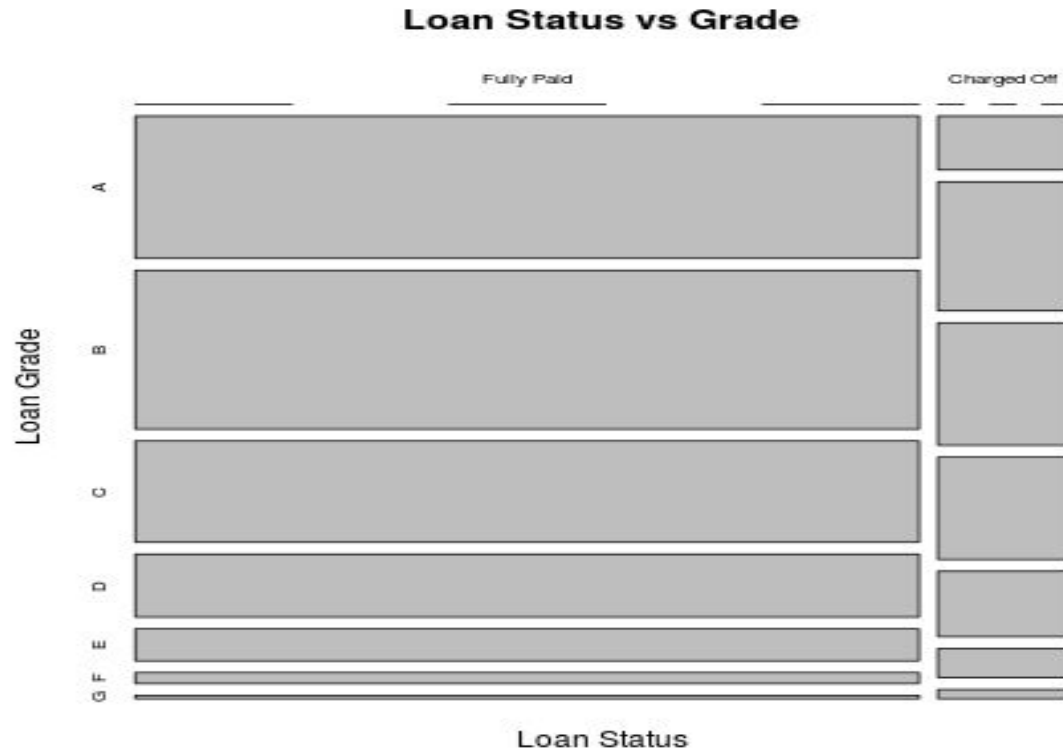 Loan Status vs Grade
Fully Paid
Charged Off
A
B
C
D
E
F
G
Loan Grade
Loan Status